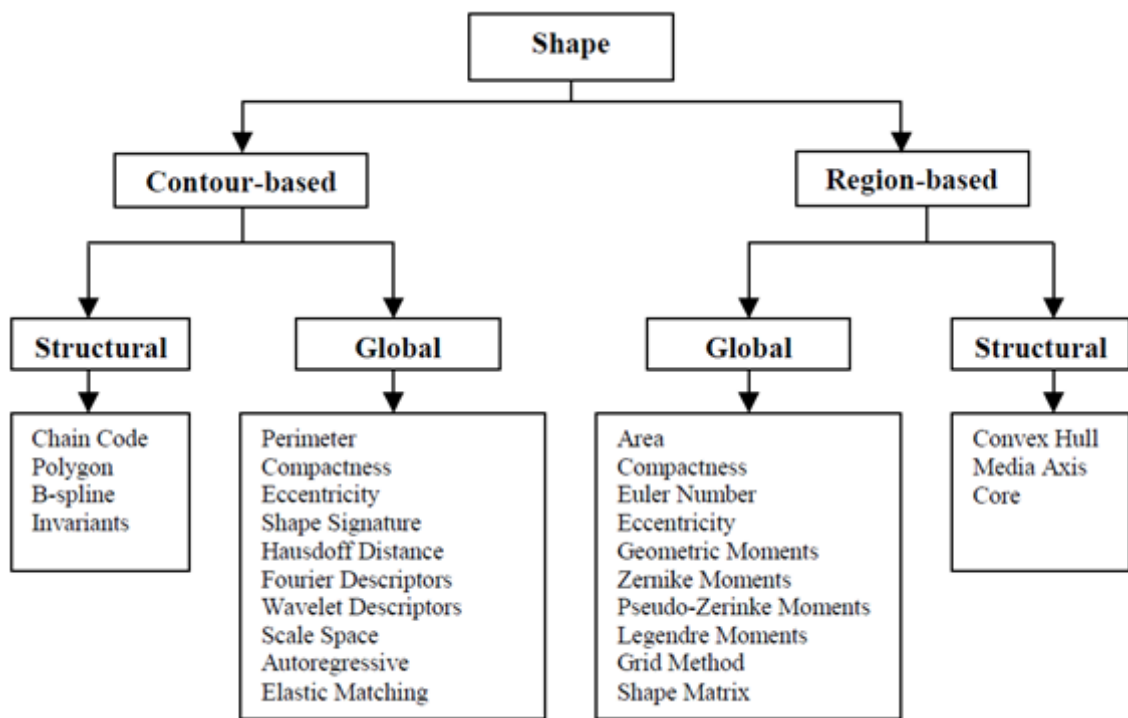 Shape
Contour-based
Region-based
Structural
Global
Global
Structural
Chain Code
Polygon
B-spline
Invariants
Perimeter
Compactness
Eccentricity
Shape Signature
Hausdoff Distance
Fourier Descriptors
Wavelet Descriptors
Scale Space
Autoregressive
Elastic Matching
Area
Compactness
Euler Number
Eccentricity
Geometric Moments
Zernike Moments
Pseudo-Zerinke Moments
Legendre Moments
Grid Method
Shape Matrix
Convex Hull
Media Axis
Core